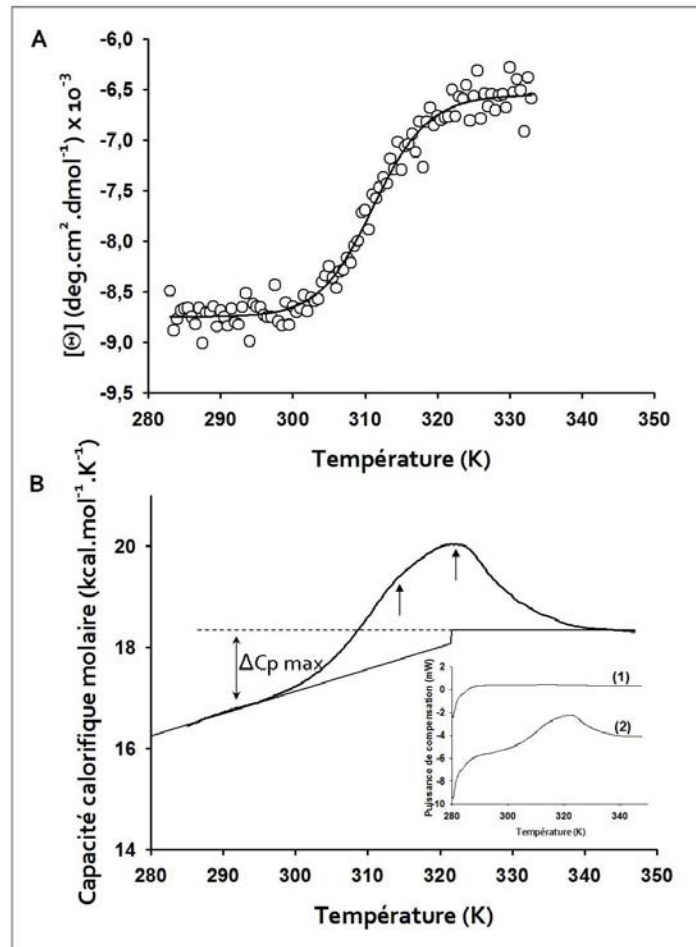 A
-6,0
-6,5
-7,0
-7,5
-8,0
-8,5
-9,0
-9,5
[Θ] (deg.cm².dmol⁻¹) x 10⁻³
280 290 300 310 320 330 340 350
Température (K)
B
Capacité calorifique molaire (kcal.mol⁻¹.K⁻¹)
20
18
16
14
ΔCp max
280 290 300 310 320 330 340 350
Température (K)
Puissance de compensation (mW)
2
0
-2
-4
-6
-8
-10
(1)
(2)
280 300 320 340
Température (K)